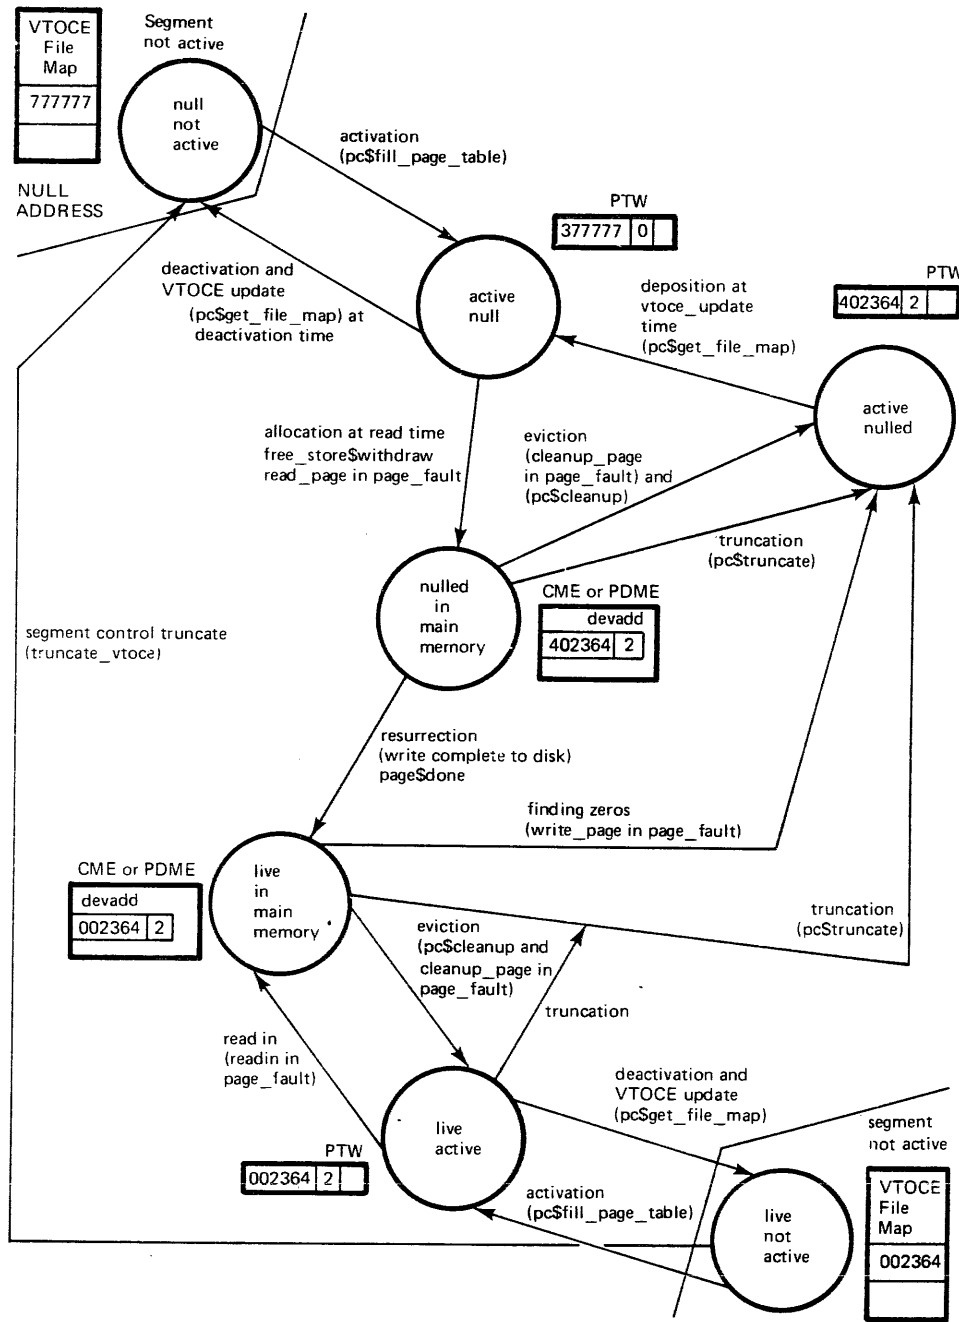 VTOCE
File
Map
777777
NULL
ADDRESS
Segment
not active
null
not
active
activation
(pc$fill_page_table)
PTW
377777 0
active
null
deactivation and
VTOCE update
(pc$get_file_map) at
deactivation time
deposition at
vtoce_update
time
(pc$get_file_map)
PTW
402364 2
active
nulled
allocation at read time
free_store$withdraw
read_page in page_fault
eviction
(cleanup_page
in page_fault) and
(pc$cleanup)
truncation
(pc$truncate)
nulled
in
main
memory
CME or PDME
devadd
402364 2
segment control truncate
(truncate_vtoce)
resurrection
(write complete to disk)
page$done
finding zeros
(write_page in page_fault)
CME or PDME
devadd
002364 2
live
in
main
memory
eviction
(pc$cleanup and
cleanup_page in
page_fault)
truncation
(pc$truncate)
truncation
read in
(readin in
page_fault)
live
active
PTW
002364 2
deactivation and
VTOCE update
(pc$get_file_map)
activation
(pc$fill_page_table)
segment
not active
live
not
active
VTOCE
File
Map
002364